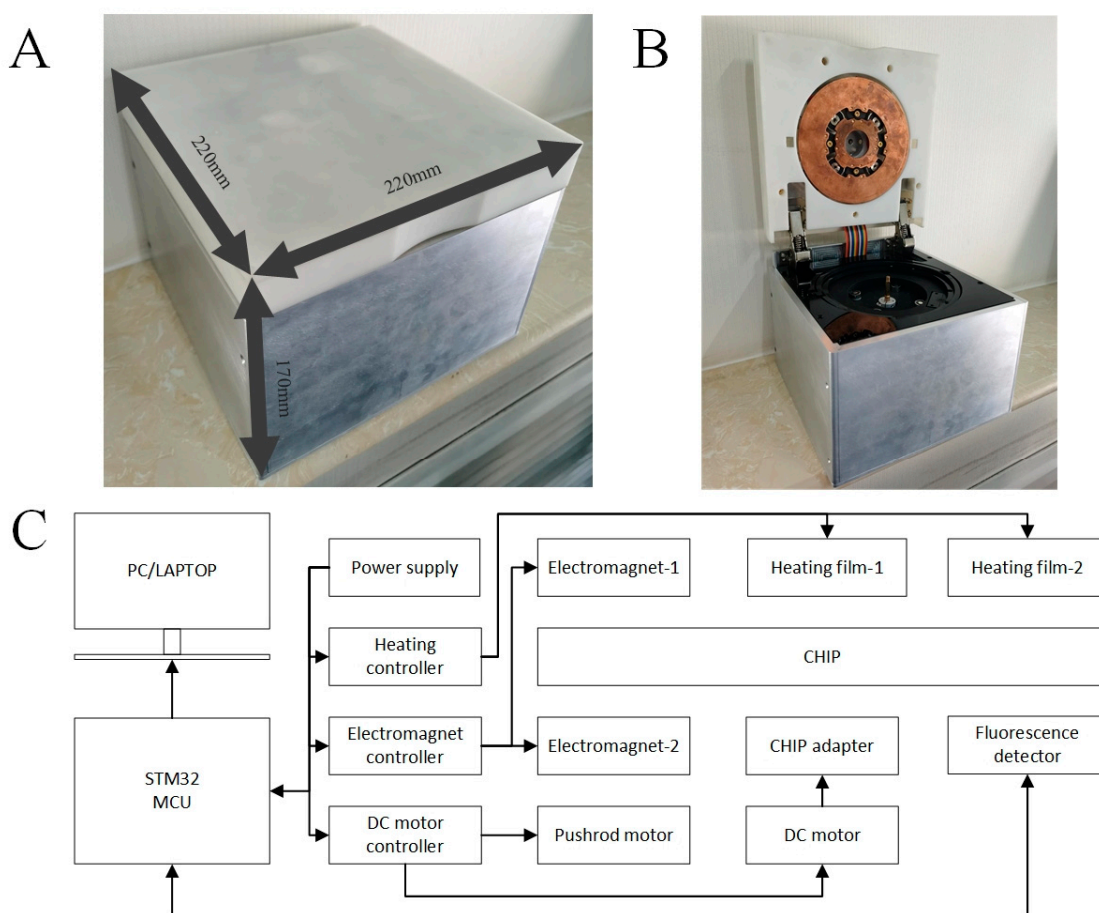 A
B
220mm
220mm
170mm
C
PC/LAPTOP
Power supply
Electromagnet-1
Heating film-1
Heating film-2
Heating
controller
CHIP
STM32
MCU
Electromagnet
controller
Electromagnet-2
CHIP adapter
Fluorescence
detector
DC motor
controller
Pushrod motor
DC motor